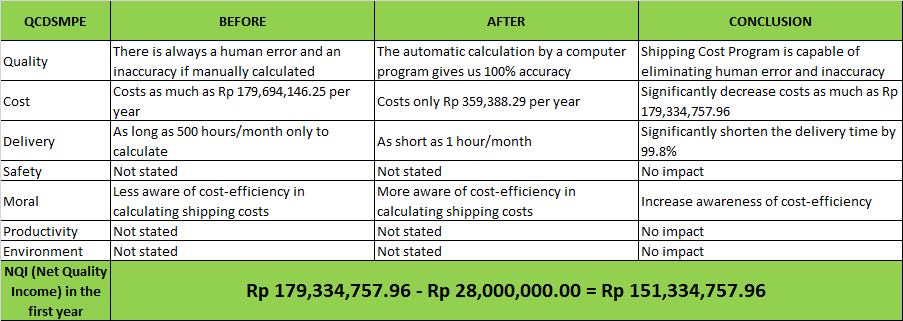 QCDSMPE BEFORE AFTER CONCLUSION
Quality
There is always a human error and an
inaccuracy if manually calculated
The automatic calculation by a computer
program gives us 100% accuracy
Shipping Cost Program is capable of
eliminating human error and inaccuracy
Cost
Costs as much as Rp 179,694,146.25 per
year
Costs only Rp 359,388.29 per year
Significantly decrease costs as much as Rp
179,334,757.96
Delivery
As long as 500 hours/month only to
calculate
As short as 1 hour/month
Significantly shorten the delivery time by
99.8%
Safety Not stated Not stated No impact
Moral
Less aware of cost-efficiency in
calculating shipping costs
More aware of cost-efficiency in
calculating shipping costs
Increase awareness of cost-efficiency
Productivity Not stated Not stated No impact
Environment Not stated Not stated No impact
NQI (Net Quality
Income) in the
first year
Rp 179,334,757.96 - Rp 28,000,000.00 = Rp 151,334,757.96